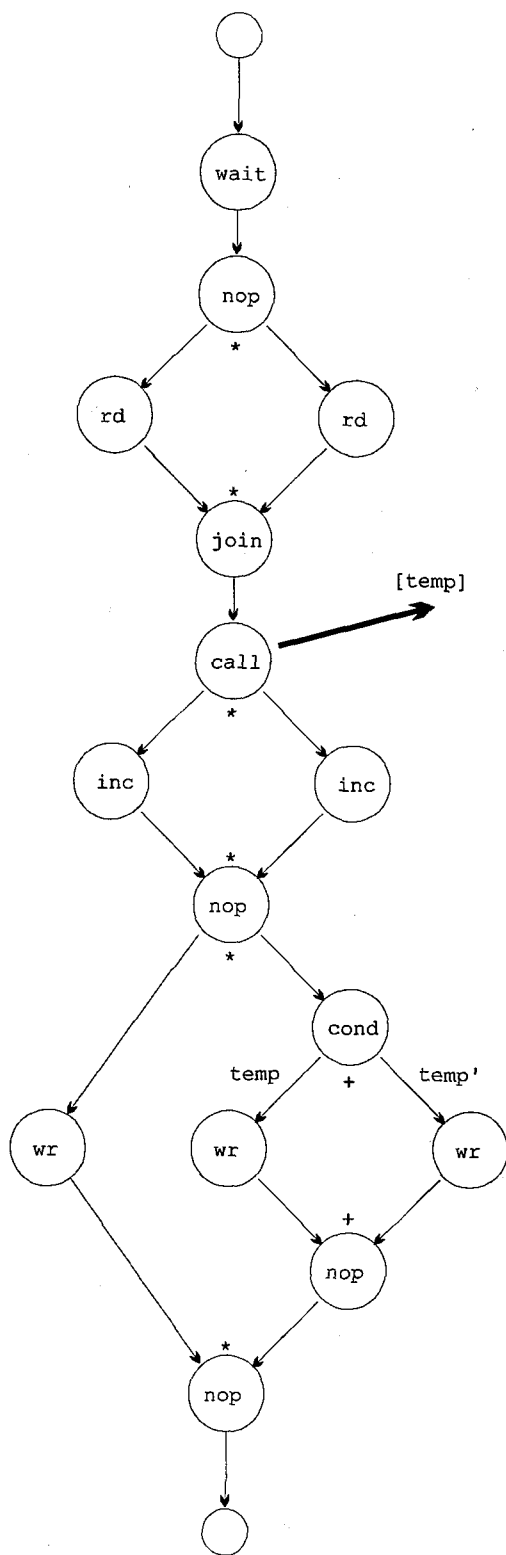 wait
nop
*
rd
rd
*
join
[temp]
call
*
inc
inc
*
nop
*
cond
temp
+
temp'
wr
wr
wr
+
nop
*
nop